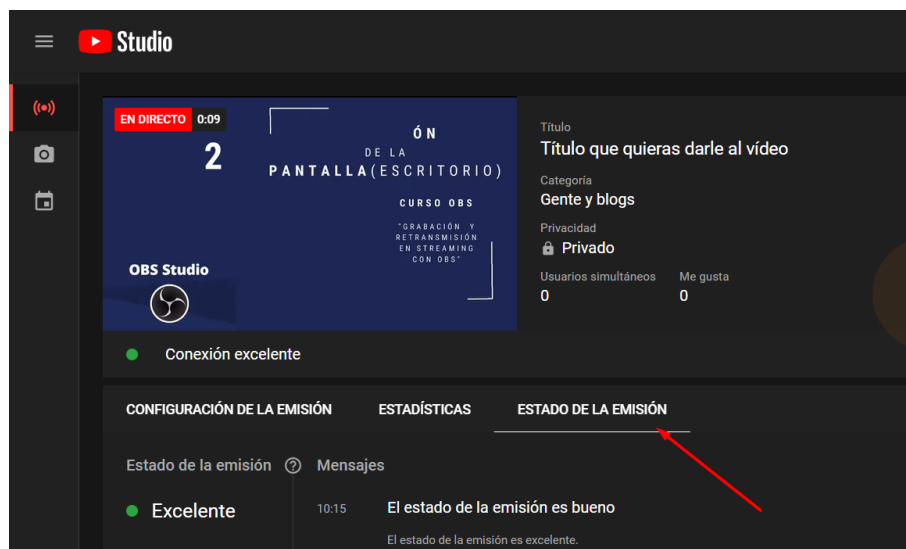 Studio
EN DIRECTO 0:09
2
ÓN
DE LA
PANTALLA(ESCRITORIO)
CURSO OBS
"GRABACIÓN Y
RETRANSMISIÓN
EN STREAMING
CON OBS"
OBS Studio
Título
Título que quieras darle al vídeo
Categoría
Gente y blogs
Privacidad
Privado
Usuarios simultáneos Me gusta
0 0
Conexión excelente
CONFIGURACIÓN DE LA EMISIÓN ESTADÍSTICAS ESTADO DE LA EMISIÓN
Estado de la emisión ? Mensajes
Excelente 10:15 El estado de la emisión es bueno
El estado de la emisión es excelente.